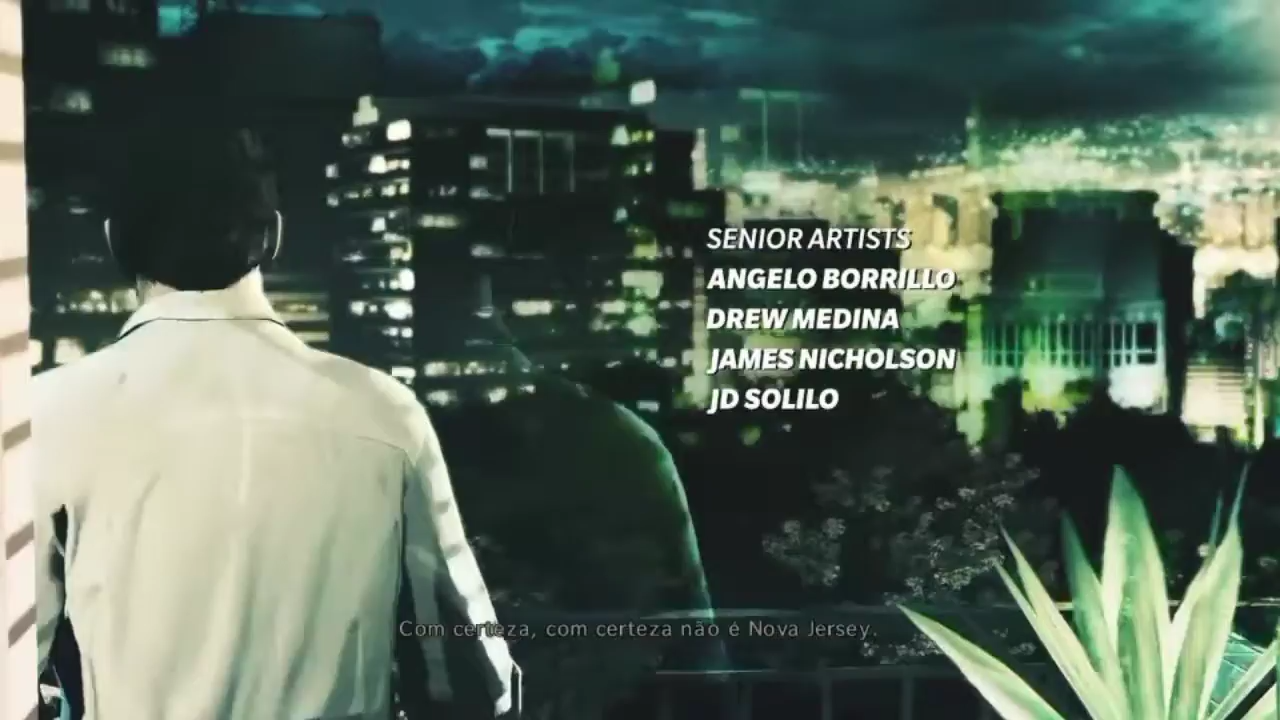 SENIOR ARTISTS
ANGELO BORRILLO
DREW MEDINA
JAMES NICHOLSON
JD SOLILO
Com certeza, com certeza não é Nova Jersey.